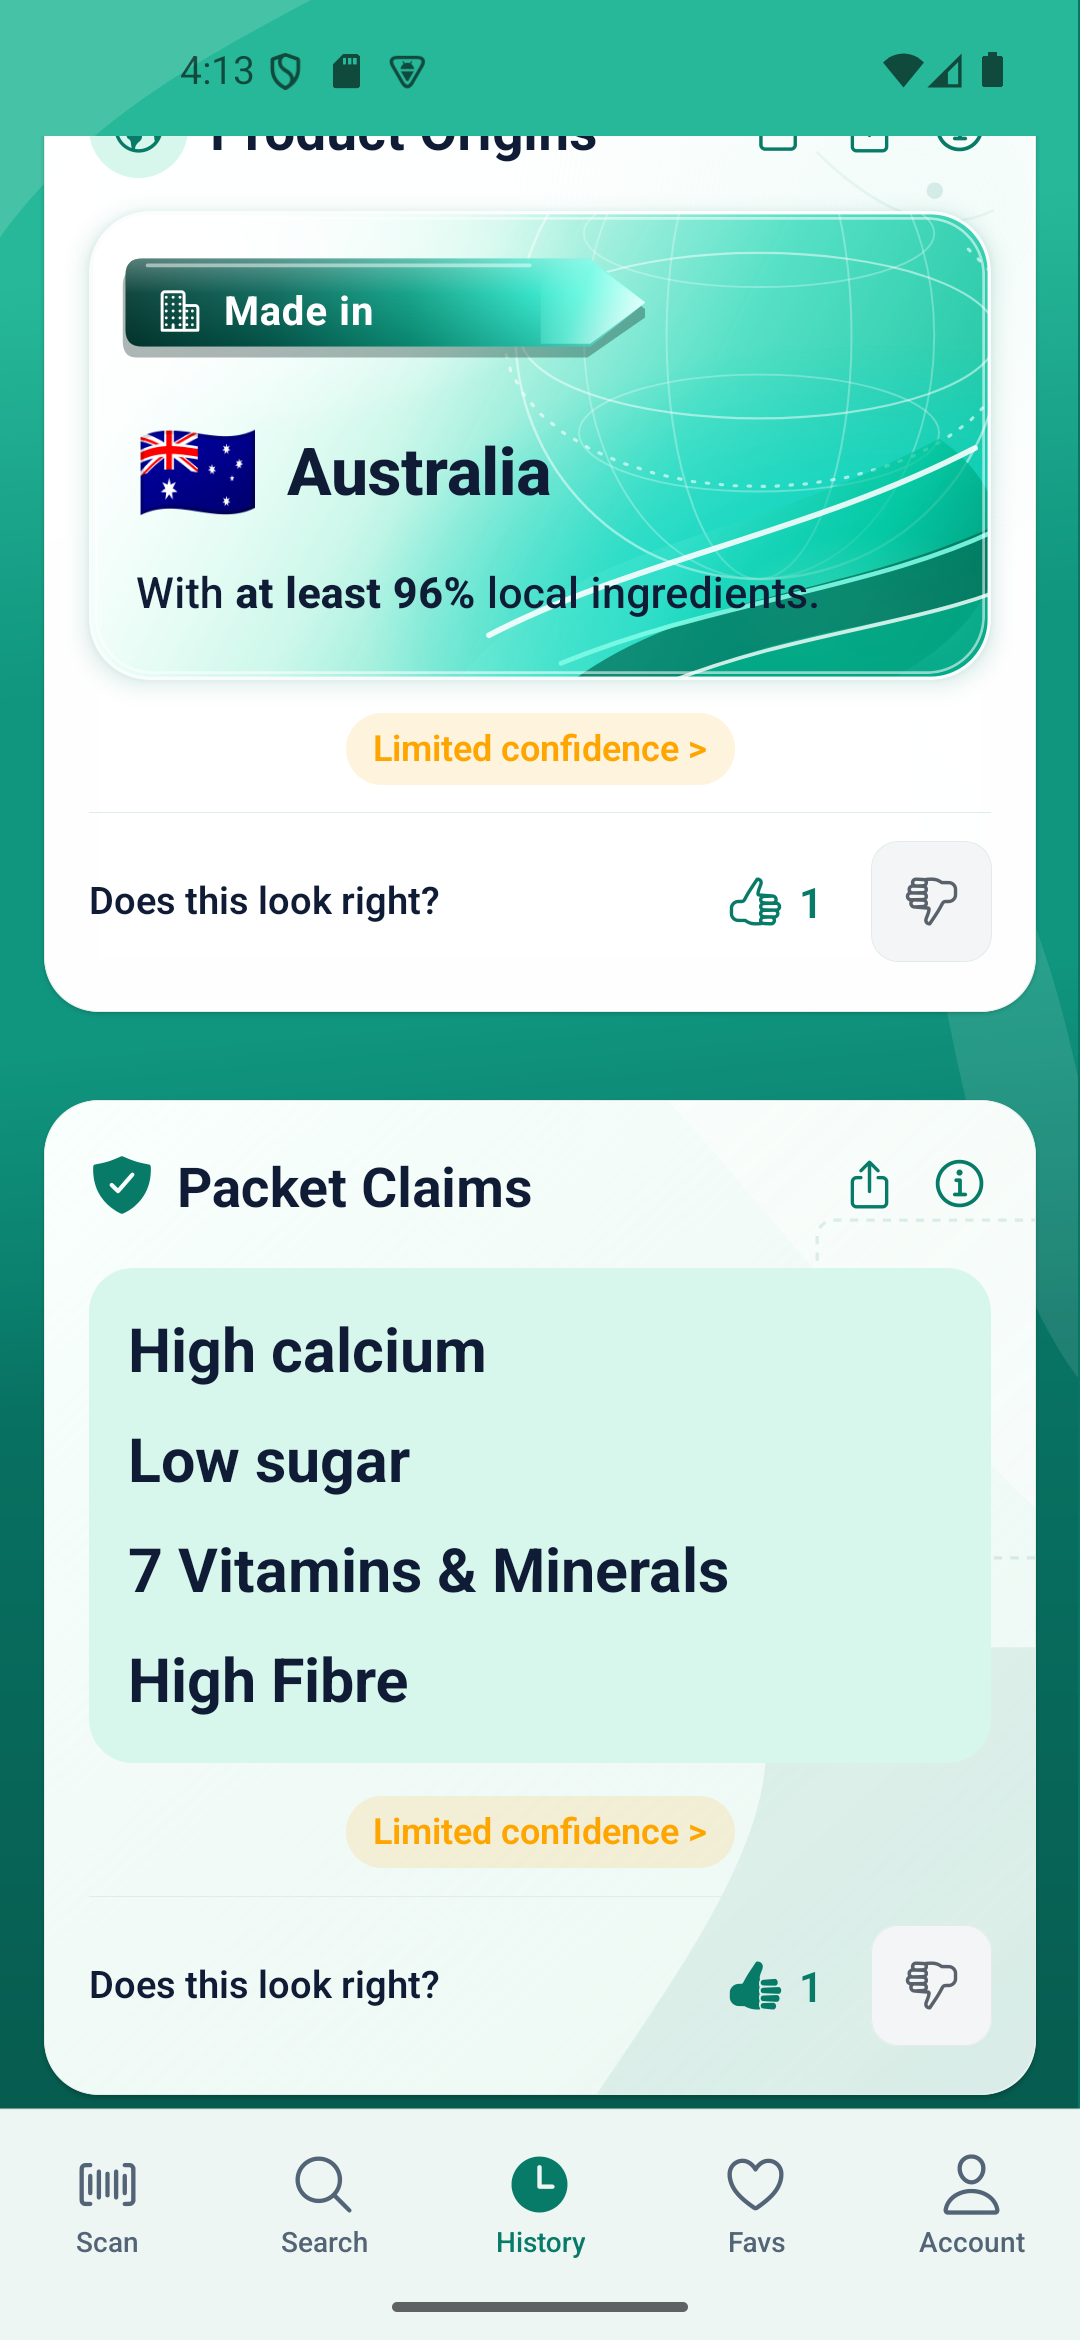 4:13
Product Origins
Made in
Australia
With at least 96% local ingredients.
Limited confidence >
Does this look right?
1
Packet Claims
High calcium
Low sugar
7 Vitamins & Minerals
High Fibre
Limited confidence >
Does this look right?
1
Scan
Search
History
Favs
Account